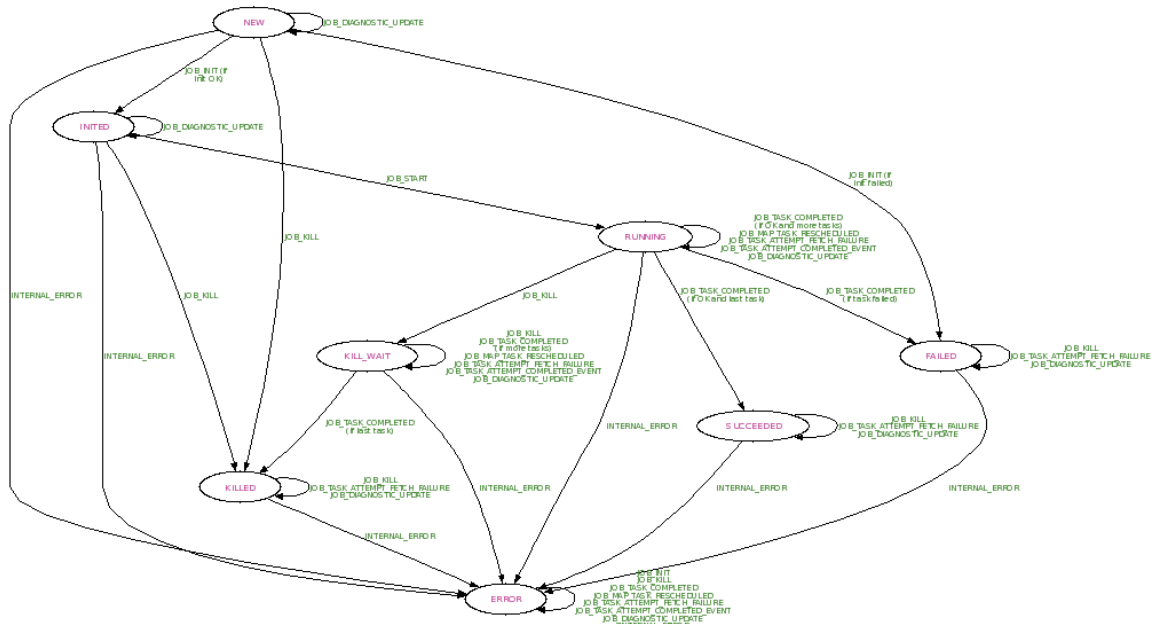 NEW
JOB_DIAGNOSTIC_UPDATE
JOB_INIT (if
init OK)
INITED
JOB_DIAGNOSTIC_UPDATE
JOB_START
JOB_INIT (if
init failed)
JOB_KILL
RUNNING
JOB_TASK_COMPLETED
(if OK and more tasks)
JOB_MAP_TASK_RESCHEDULED
JOB_TASK_ATTEMPT_FETCH_FAILURE
JOB_TASK_ATTEMPT_COMPLETED_EVENT
JOB_DIAGNOSTIC_UPDATE
INTERNAL_ERROR
JOB_KILL
JOB_KILL
JOB_TASK_COMPLETED
(if OK and last task)
JOB_TASK_COMPLETED
(if task failed)
INTERNAL_ERROR
KILL_WAIT
JOB_KILL
JOB_TASK_COMPLETED
(if more tasks)
JOB_MAP_TASK_RESCHEDULED
JOB_TASK_ATTEMPT_FETCH_FAILURE
JOB_TASK_ATTEMPT_COMPLETED_EVENT
JOB_DIAGNOSTIC_UPDATE
FAILED
JOB_KILL
JOB_TASK_ATTEMPT_FETCH_FAILURE
JOB_DIAGNOSTIC_UPDATE
JOB_TASK_COMPLETED
(if last task)
INTERNAL_ERROR
SUCCEEDED
JOB_KILL
JOB_TASK_ATTEMPT_FETCH_FAILURE
JOB_DIAGNOSTIC_UPDATE
KILLED
JOB_KILL
JOB_TASK_ATTEMPT_FETCH_FAILURE
JOB_DIAGNOSTIC_UPDATE
INTERNAL_ERROR
INTERNAL_ERROR
INTERNAL_ERROR
INTERNAL_ERROR
ERROR
JOB_INIT
JOB_KILL
JOB_TASK_COMPLETED
JOB_MAP_TASK_RESCHEDULED
JOB_TASK_ATTEMPT_FETCH_FAILURE
JOB_TASK_ATTEMPT_COMPLETED_EVENT
JOB_DIAGNOSTIC_UPDATE